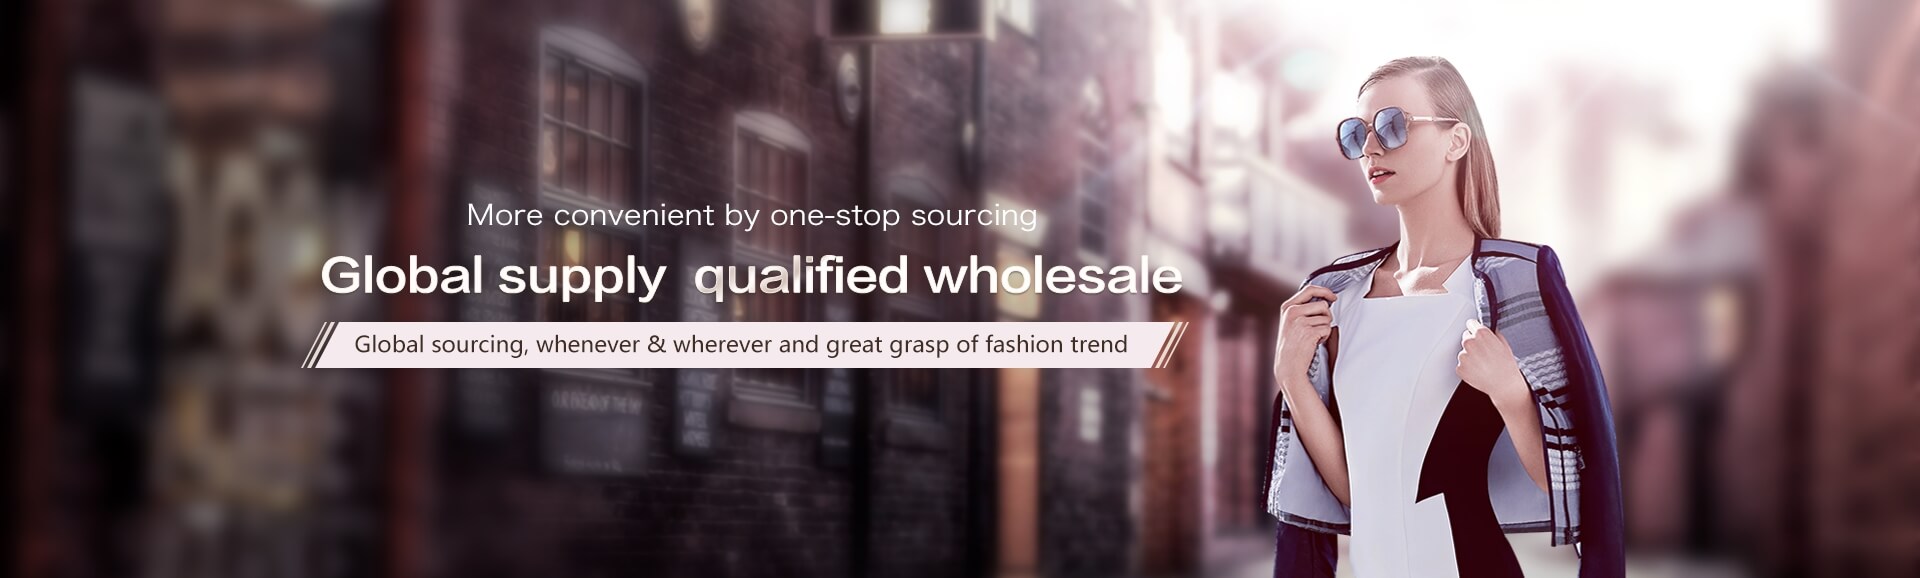 More convenient by one-stop sourcing
Global supply qualified wholesale
Global sourcing, whenever & wherever and great grasp of fashion trend